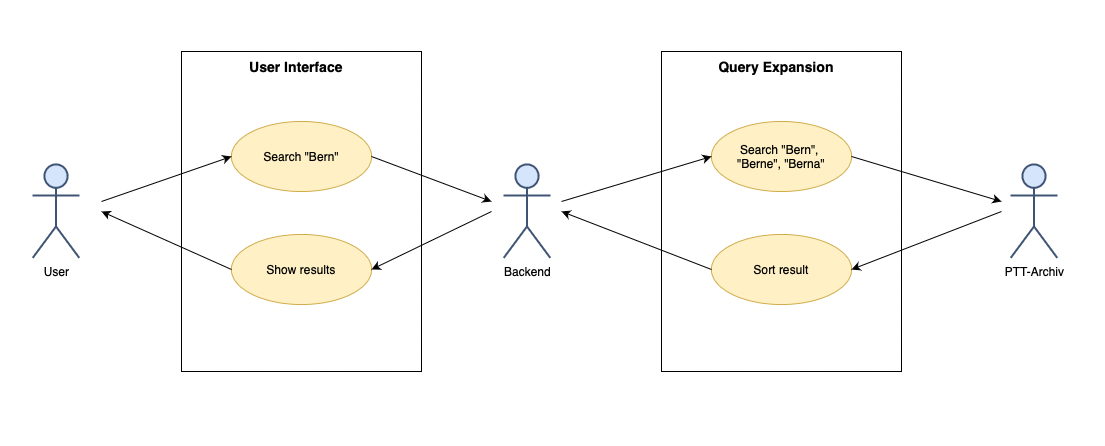 User Interface
Query Expansion
Search "Bern"
Search "Bern",
"Berne", "Berna"
User
Show results
Backend
Sort result
PTT-Archiv